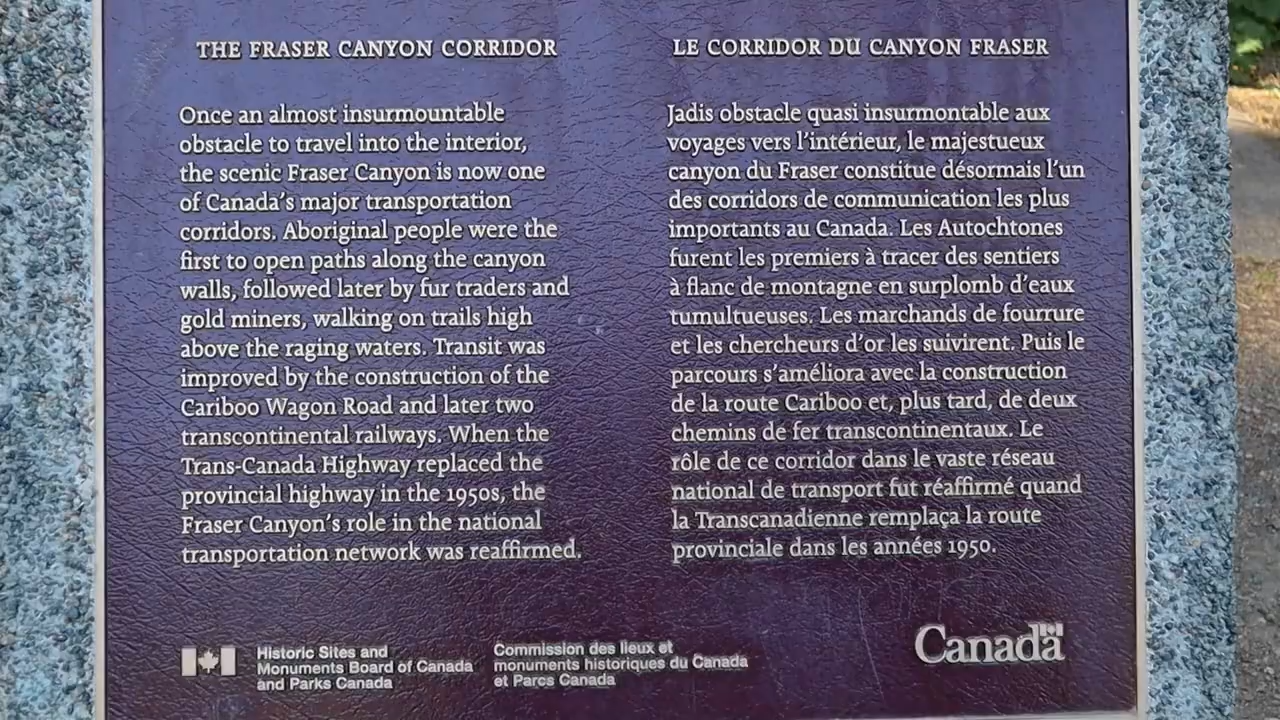 THE FRASER CANYON CORRIDOR
Once an almost insurmountable
obstacle to travel into the interior,
the scenic Fraser Canyon is now one
of Canada's major transportation
corridors. Aboriginal people were the
first to open paths along the canyon
walls, followed later by fur traders and
gold miners, walking on trails high
above the raging waters. Transit was
improved by the construction of the
Cariboo Wagon Road and later two
transcontinental railways. When the
Trans-Canada Highway replaced the
provincial highway in the 1950s, the
Fraser Canyon's role in the national
transportation network was reaffirmed.
LE CORRIDOR DU CANYON FRASER
Jadis obstacle quasi insurmontable aux
voyages vers l'intérieur, le majestueux
canyon du Fraser constitue désormais l'un
des corridors de communication les plus
importants au Canada. Les Autochtones
furent les premiers à tracer des sentiers
à flanc de montagne en surplomb d'eaux
tumultueuses. Les marchands de fourrure
et les chercheurs d'or les suivirent. Puis le
parcours s'améliora avec la construction
de la route Cariboo et, plus tard, de deux
chemins de fer transcontinentaux. Le
rôle de ce corridor dans le vaste réseau
national de transport fut réaffirmé quand
la Transcanadienne remplaça la route
provinciale dans les années 1950.
Historic Sites and
Monuments Board of Canada
and Parks Canada
Commission des lieux et
monuments historiques du Canada
et Parcs Canada
Canada